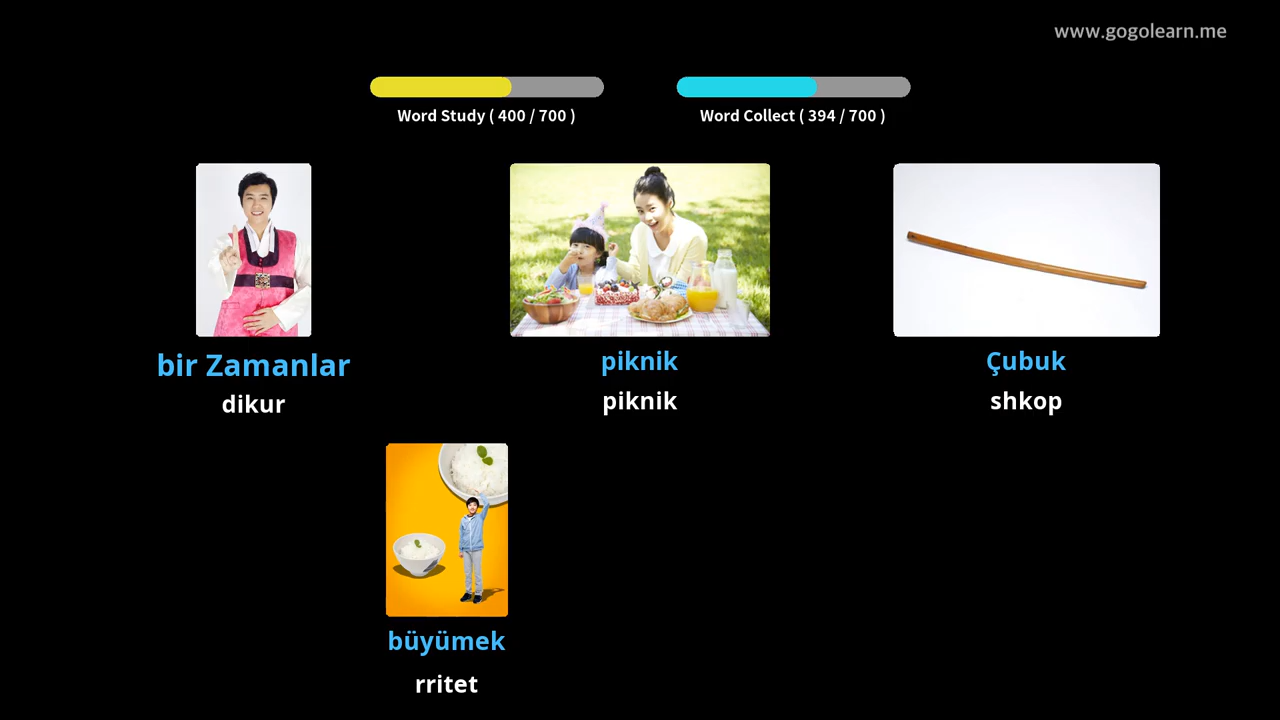 www.gogolearn.me
Word Study ( 400 / 700 )
Word Collect ( 394 / 700 )
bir Zamanlar
dikur
piknik
piknik
Çubuk
shkop
büyümek
rritet